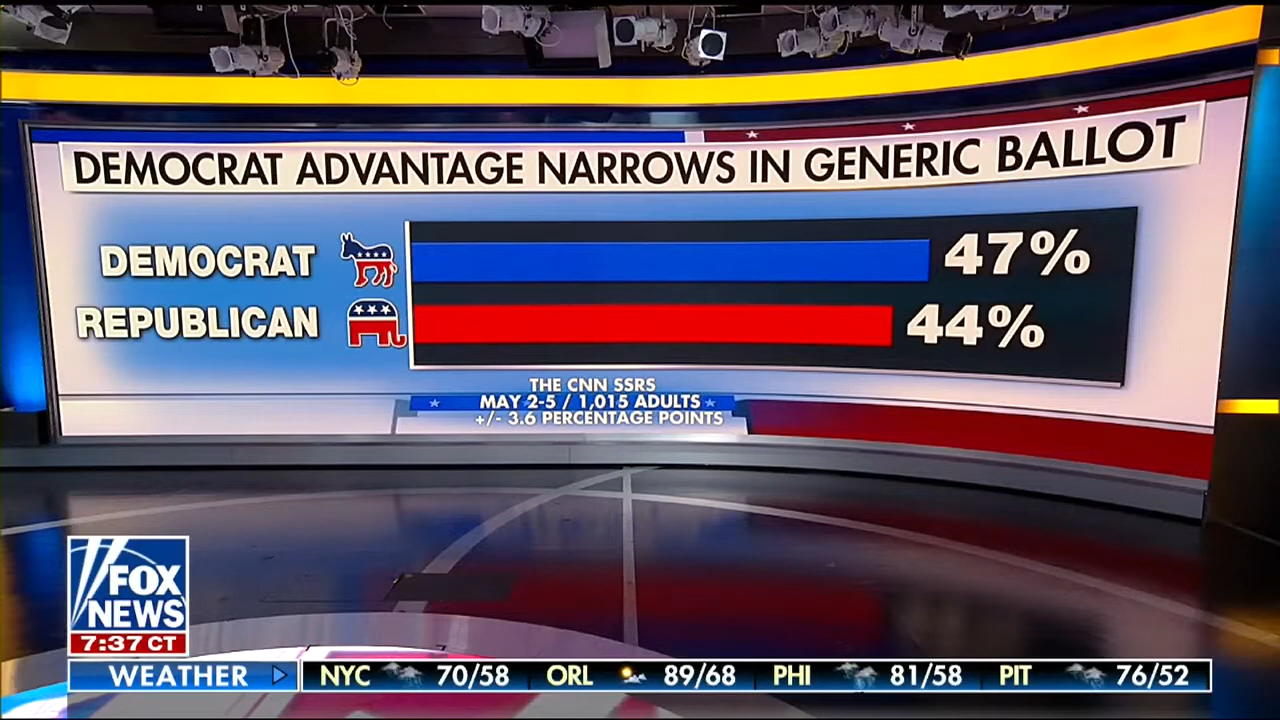 DEMOCRAT ADVANTAGE NARROWS IN GENERIC BALLOT
DEMOCRAT 47%
REPUBLICAN 44%
THE CNN SSRS
MAY 2-5 / 1,015 ADULTS
+/- 3.6 PERCENTAGE POINTS
FOX
NEWS
7:37 CT
WEATHER NYC 70/58 ORL 89/68 PHI 81/58 PIT 76/52